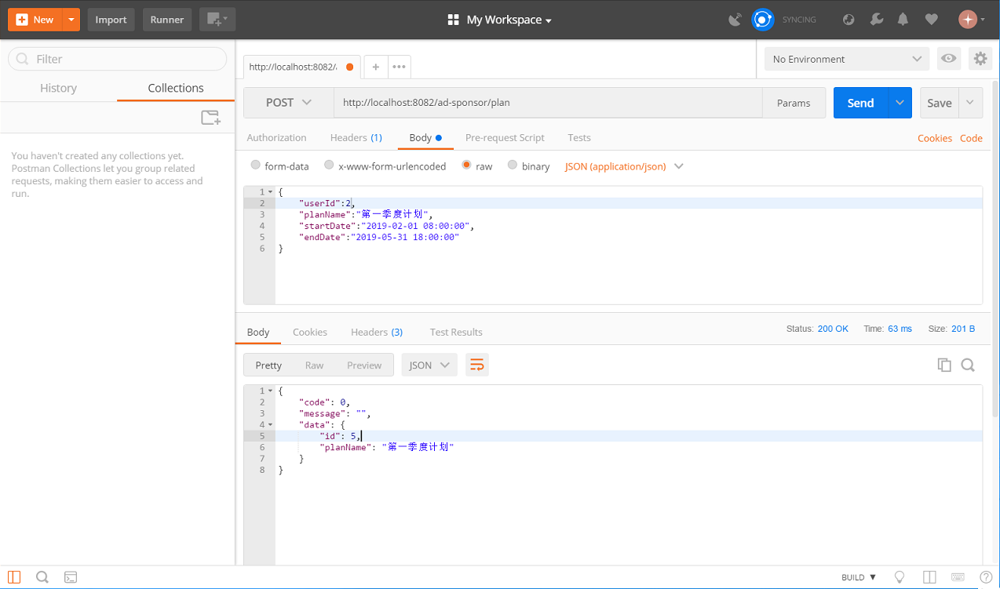 New
Import
Runner
My Workspace
SYNCING
Filter
History
Collections
You haven't created any collections yet.
Postman Collections let you group related
requests, making them easier to access and
run.
http://localhost:8082/
No Environment
POST
http://localhost:8082/ad-sponsor/plan
Params
Send
Save
Authorization
Headers (1)
Body
Pre-request Script
Tests
Cookies
Code
form-data
x-www-form-urlencoded
raw
binary
JSON (application/json)
1 {
2 "userId":2,
3 "planName":"第一季度计划",
4 "startDate":"2019-02-01 08:00:00",
5 "endDate":"2019-05-31 18:00:00"
6 }
Body
Cookies
Headers (3)
Test Results
Status: 200 OK
Time: 63 ms
Size: 201 B
Pretty
Raw
Preview
JSON
1 {
2 "code": 0,
3 "message": "",
4 "data": {
5 "id": 5,
6 "planName": "第一季度计划"
7 }
8 }
BUILD